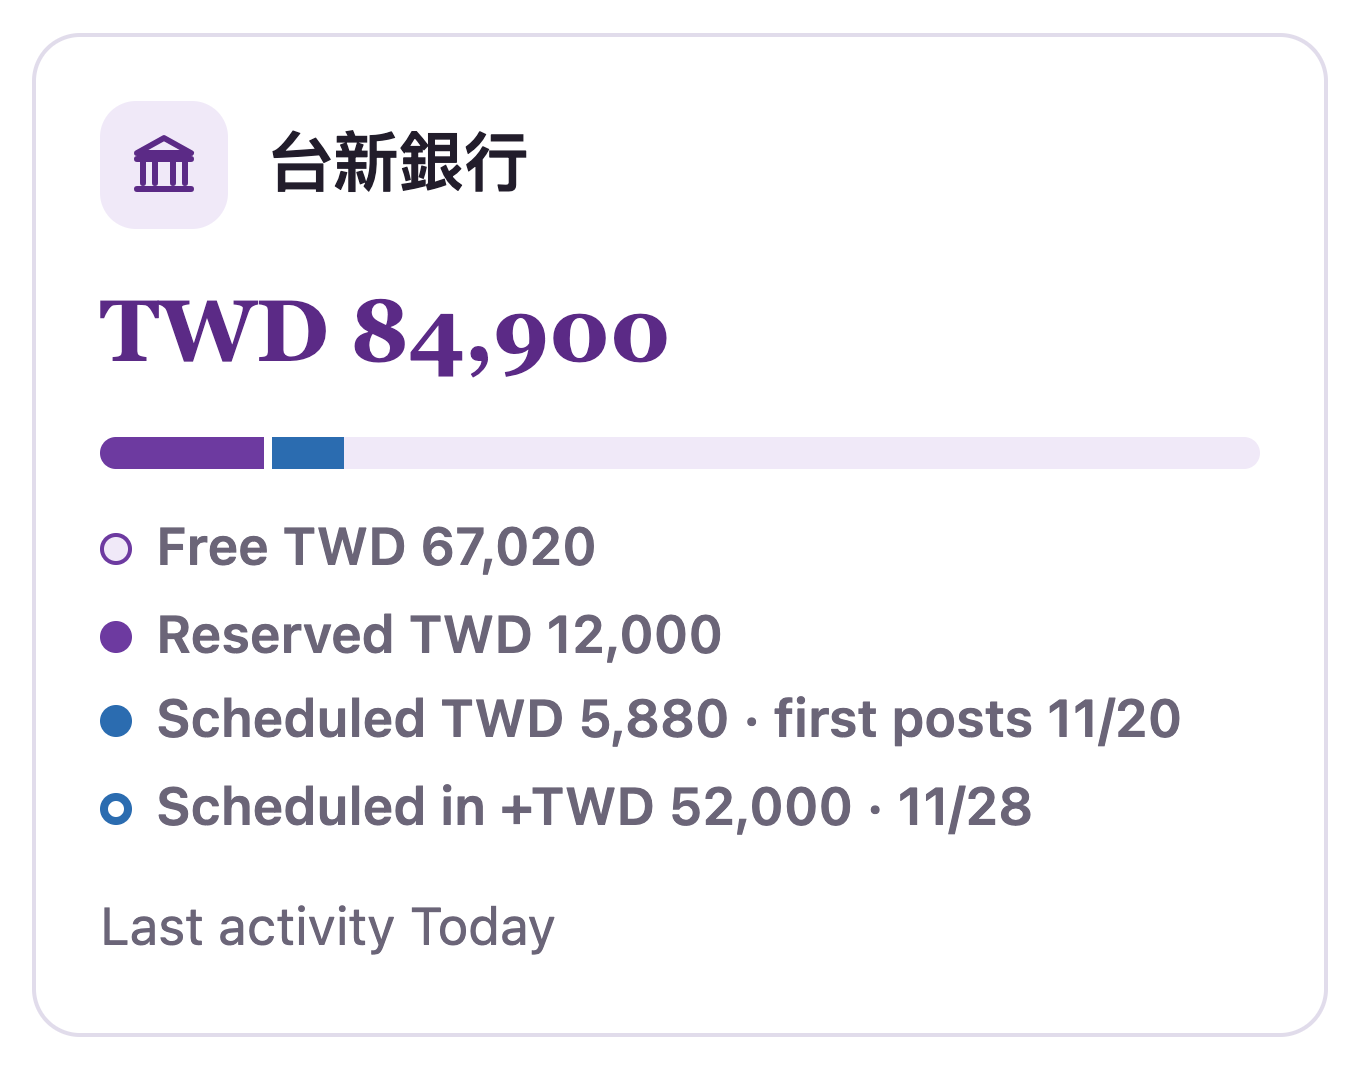 台新銀行
TWD 84,900
Free TWD 67,020
Reserved TWD 12,000
Scheduled TWD 5,880 · first posts 11/20
Scheduled in +TWD 52,000 · 11/28
Last activity Today